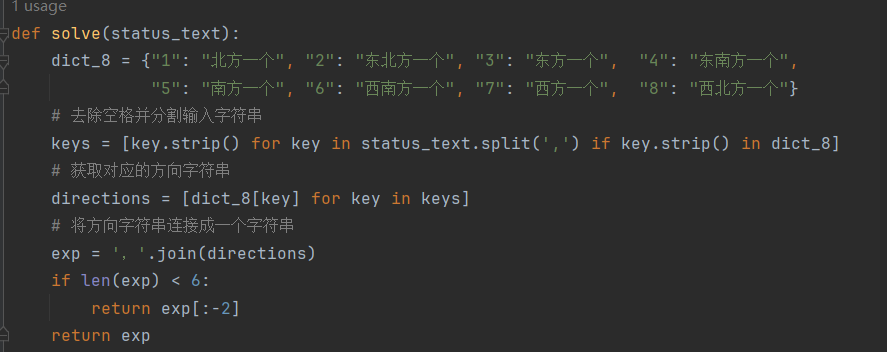 1 usage
def solve(status_text):
    dict_8 = {"1": "北方一个", "2": "东北方一个", "3": "东方一个",  "4": "东南方一个",
              "5": "南方一个", "6": "西南方一个", "7": "西方一个",  "8": "西北方一个"}
    # 去除空格并分割输入字符串
    keys = [key.strip() for key in status_text.split(',') if key.strip() in dict_8]
    # 获取对应的方向字符串
    directions = [dict_8[key] for key in keys]
    # 将方向字符串连接成一个字符串
    exp = '，'.join(directions)
    if len(exp) < 6:
        return exp[:-2]
    return exp